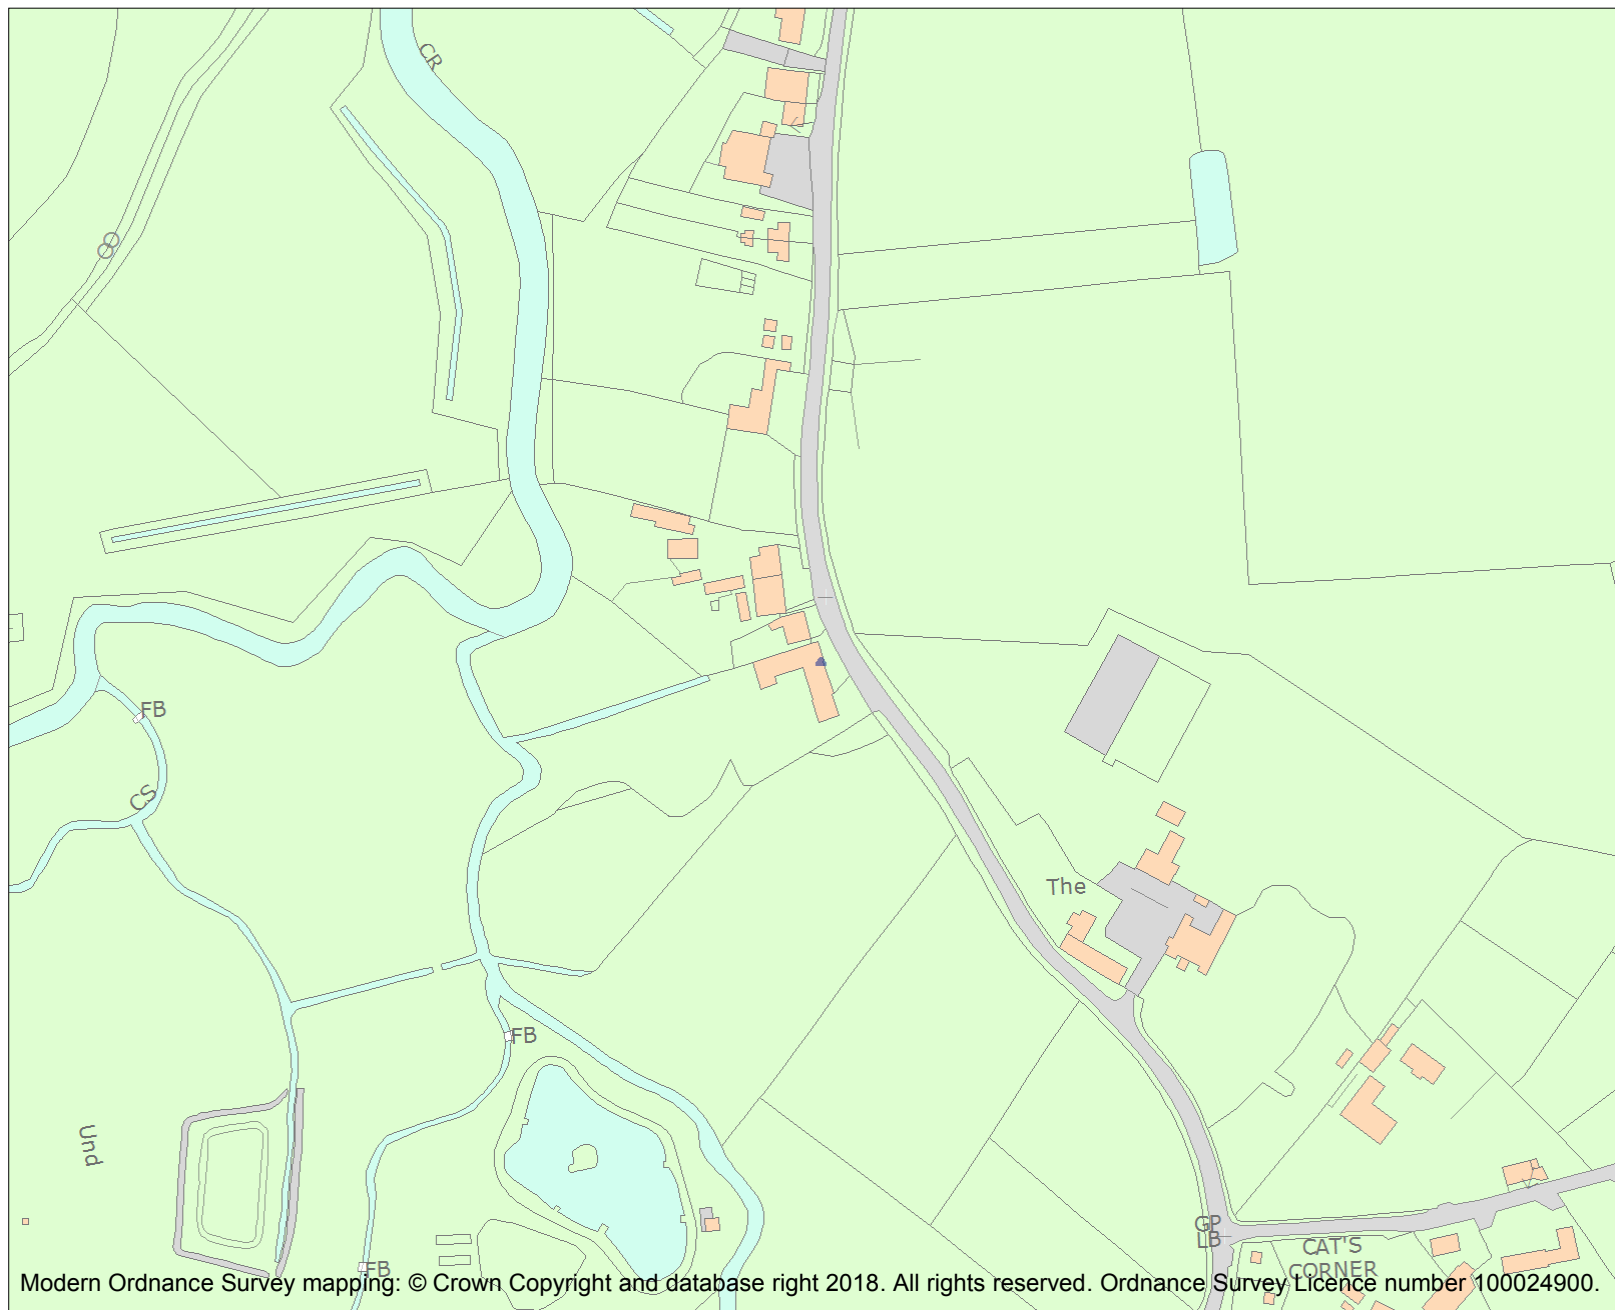 CR
FB
CS
The
FB
Und
GP
LB
CAT'S
CORNER
FB
Modern Ordnance Survey mapping: © Crown Copyright and database right 2018. All rights reserved. Ordnance Survey Licence number 100024900.